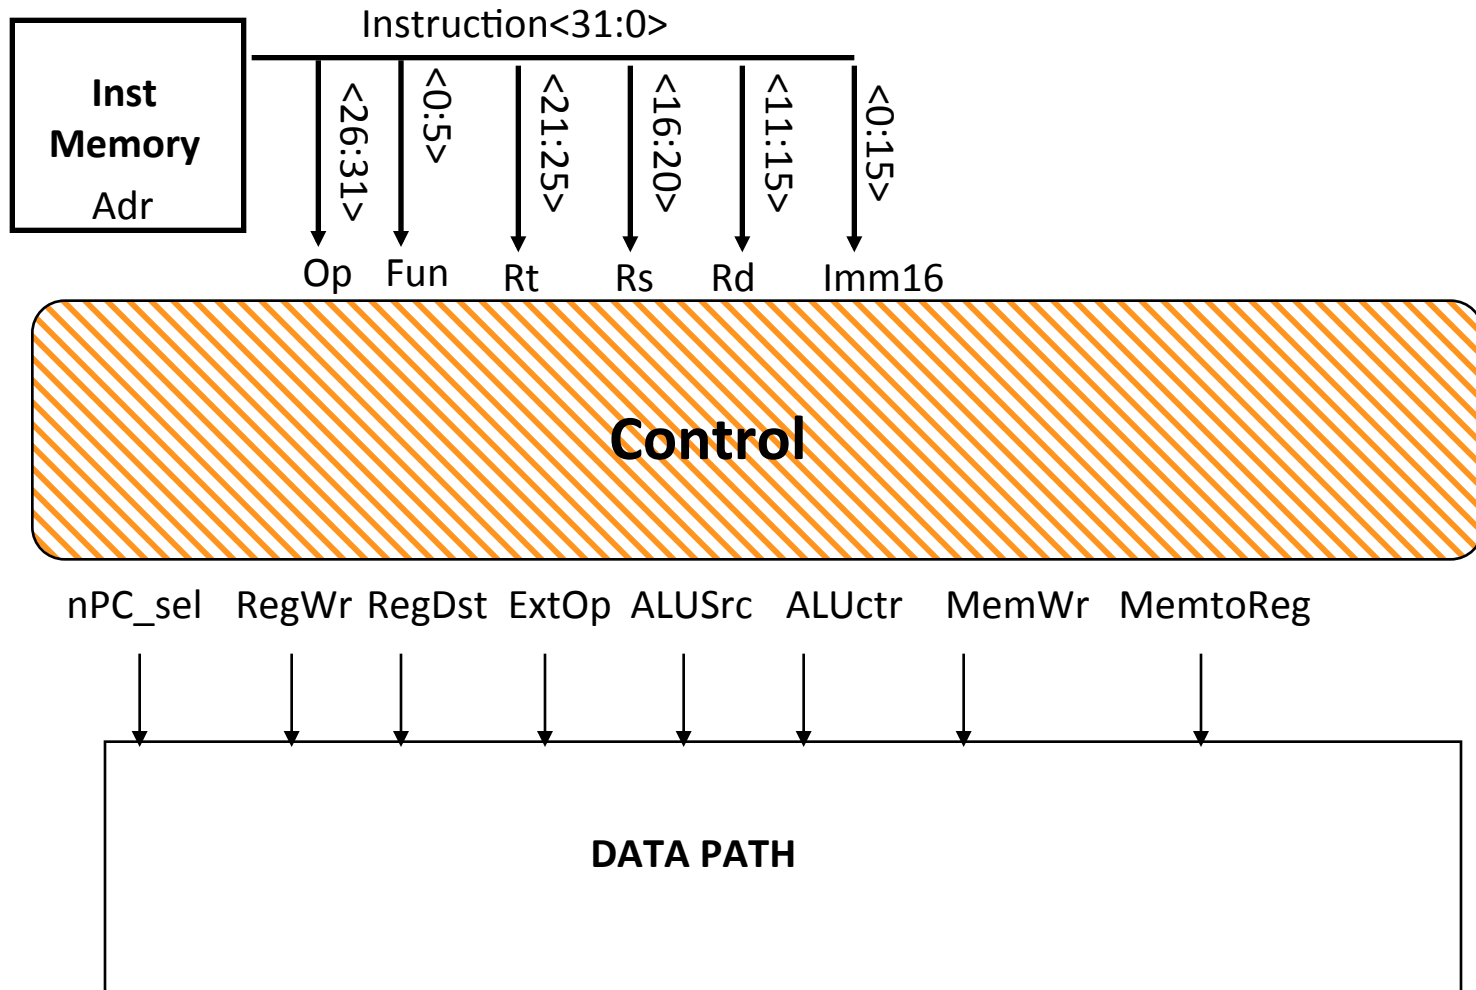 Instruction<31:0>
Inst
Memory
Adr
<26:31>
<0:5>
<21:25>
<16:20>
<11:15>
<0:15>
Op Fun Rt Rs Rd Imm16
Control
nPC_sel RegWr RegDst ExtOp ALUSrc ALUctr MemWr MemtoReg
DATA PATH